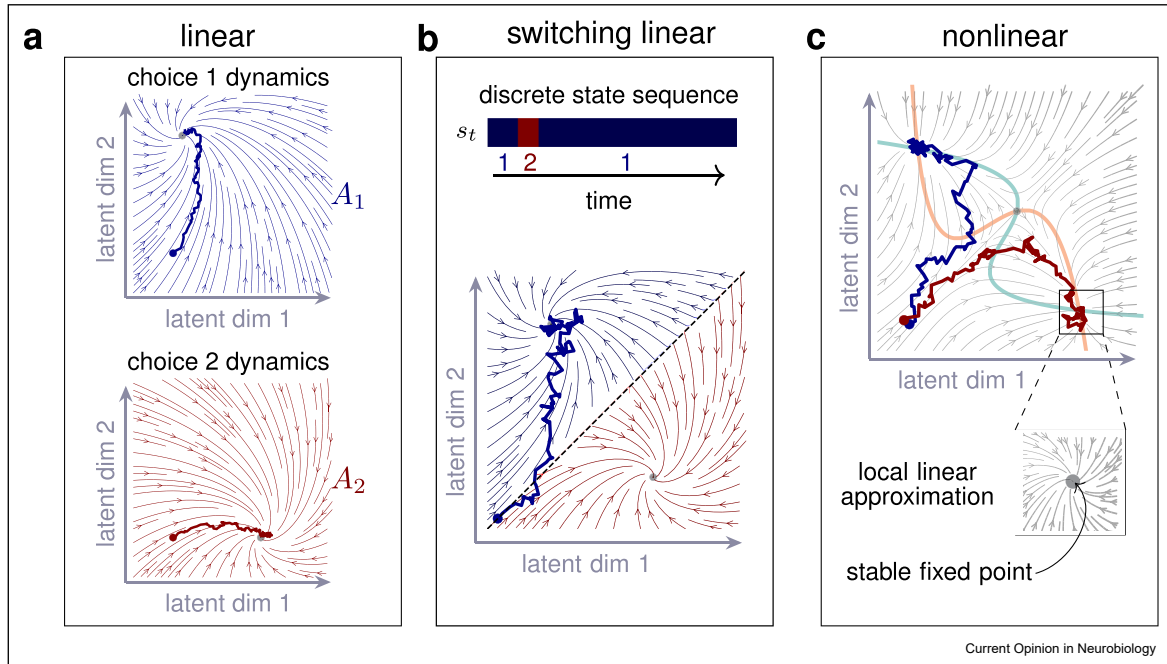 a
linear
choice 1 dynamics
latent dim 2
A1
latent dim 1
choice 2 dynamics
latent dim 2
A2
latent dim 1
b
switching linear
discrete state sequence
st
1 2 1
time
latent dim 2
latent dim 1
c
nonlinear
latent dim 2
latent dim 1
local linear
approximation
stable fixed point
Current Opinion in Neurobiology